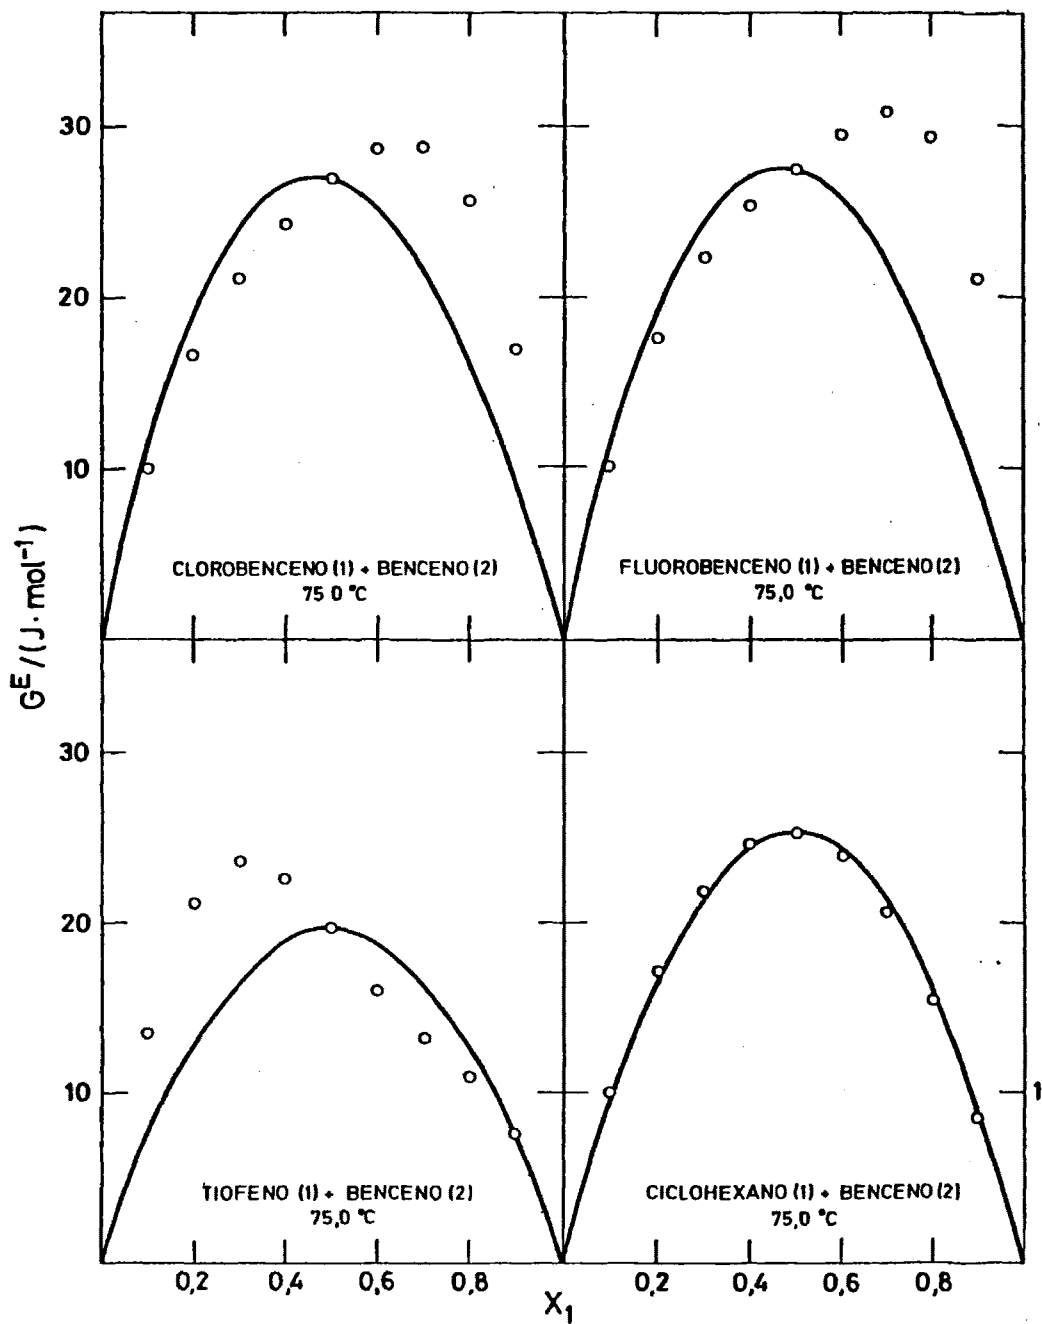 30
20
10
CLOROBENCENO (1) + BENCENO (2)
75 0 °C
FLUOROBENCENO (1) + BENCENO (2)
75,0 °C
G^E / (J·mol⁻¹)
30
20
10
TIOFENO (1) + BENCENO (2)
75,0 °C
CICLOHEXANO (1) + BENCENO (2)
75,0 °C
1
0,2 0,4 0,6 0,8 0,2 0,4 0,6 0,8
X₁